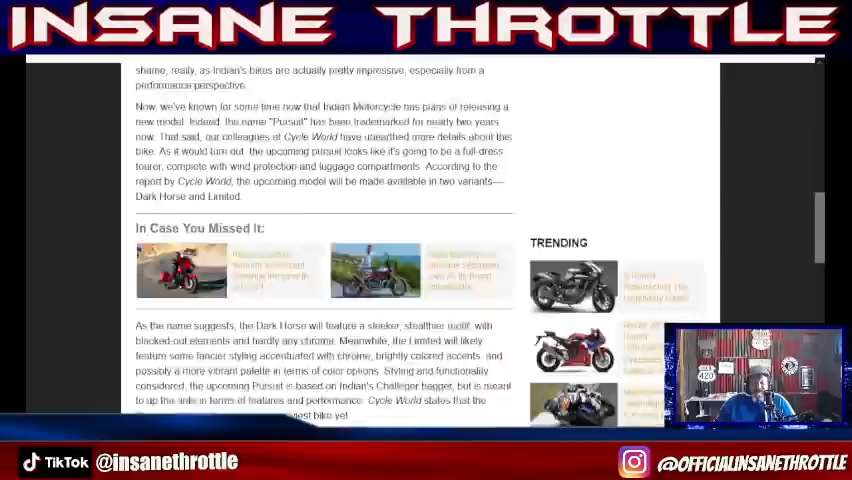 INSANE THROTTLE
shame, really, as Indian's bikes are actually pretty impressive, especially from a
performance perspective.
Now, we've known for some time now that Indian Motorcycle has plans of releasing a
new model. Indeed, the name "Pursuit" has been trademarked for nearly two years
now. That said, our colleagues at Cycle World have unearthed more details about this
bike. As it would turn out, the upcoming pursuit looks like it's going to be a full-dress
tourer, complete with wind protection and luggage compartments. According to the
report by Cycle World, the upcoming model will be made available in two variants—
Dark Horse and Limited.
In Case You Missed It:
TRENDING
As the name suggests, the Dark Horse will feature a sleeker, stealthier outfit, with
blacked-out elements and hardly any chrome. Meanwhile, the Limited will likely
feature some fancier styling accentuated with chrome, brightly colored accents, and
possibly a more vibrant palette in terms of color options. Styling and functionality
considered, the upcoming Pursuit is based on Indian's Challenger bagger, but is meant
to up the ante in terms of features and performance. Cycle World states that the
bike yet
420
TikTok @insanethrottle
@OFFICIALINSANETHROTTLE